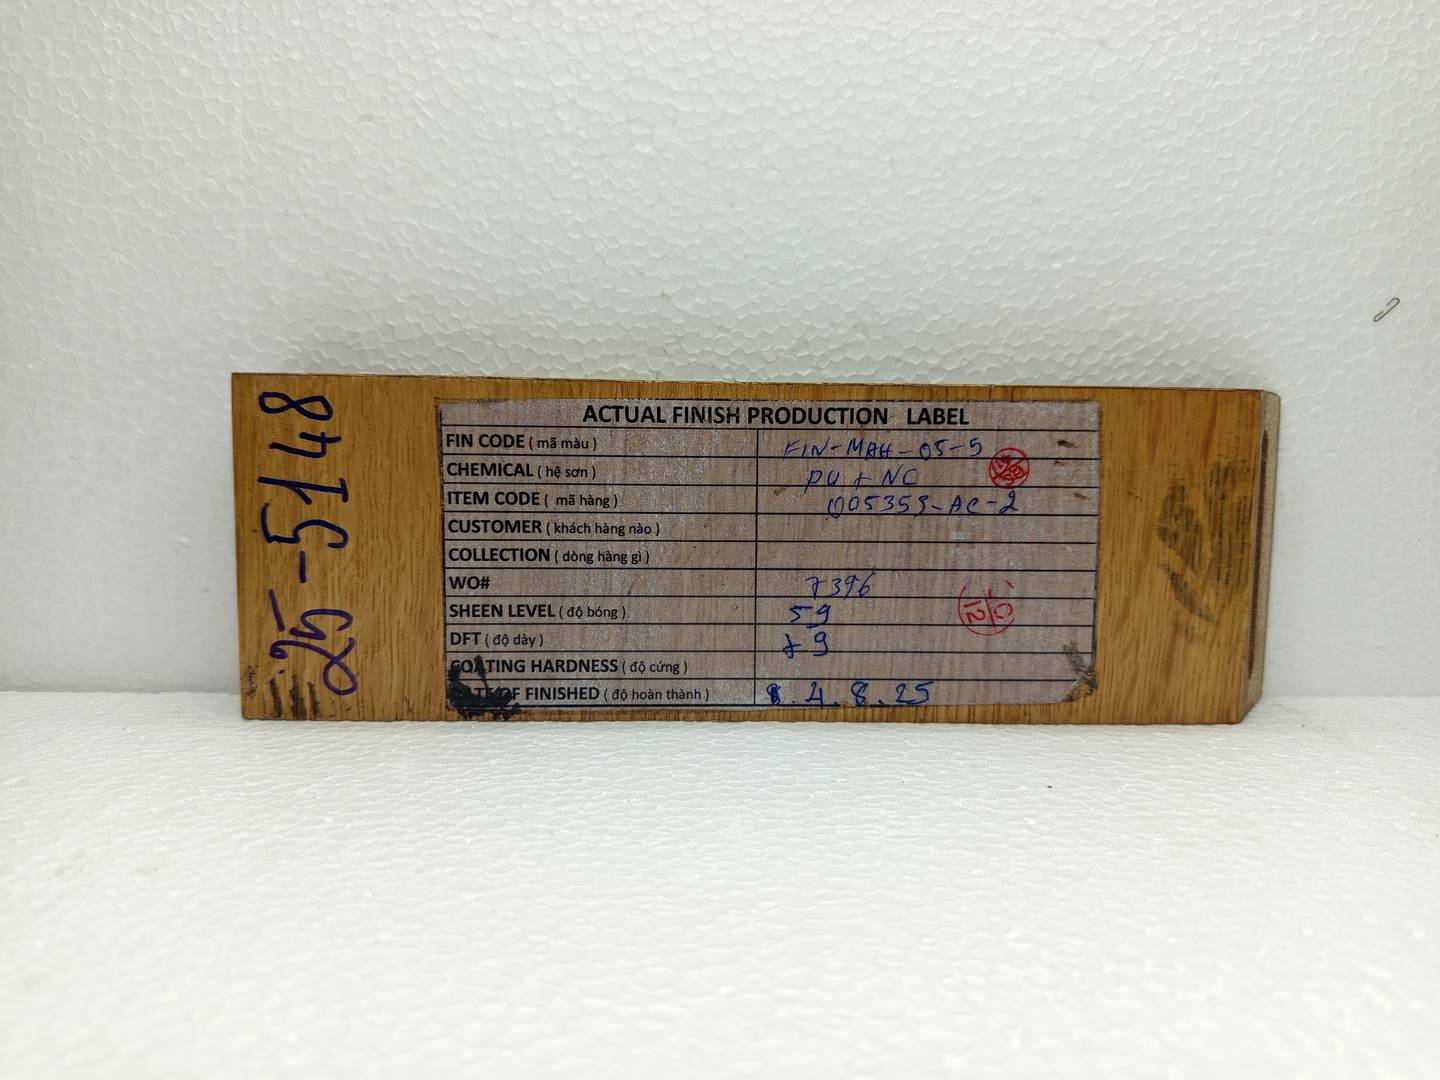 25-5148
ACTUAL FINISH PRODUCTION LABEL
FIN CODE ( mã màu ) FIN-MAH-05-5
CHEMICAL ( hệ sơn ) PU + NC
ITEM CODE ( mã hàng ) 005359-AC-2
CUSTOMER ( khách hàng nào )
COLLECTION ( dòng hàng gì )
WO# 7396
SHEEN LEVEL ( độ bóng ) 59
DFT ( độ dày ) 79
COATING HARDNESS ( độ cứng )
DATE OF FINISHED ( độ hoàn thành ) 4.8.25
QC
12